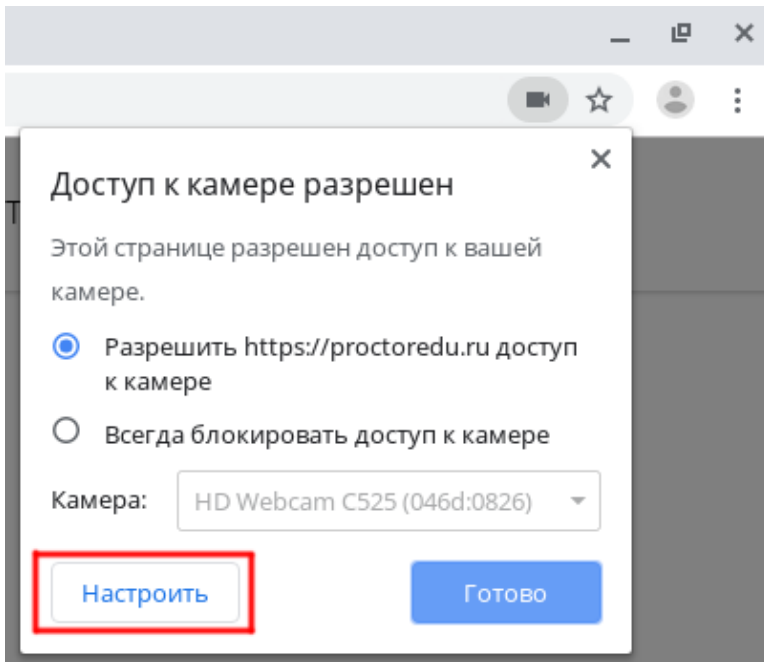 Доступ к камере разрешен
Этой странице разрешен доступ к вашей
камере.
Разрешить https://proctoredu.ru доступ
к камере
Всегда блокировать доступ к камере
Камера: HD Webcam C525 (046d:0826)
Настроить Готово